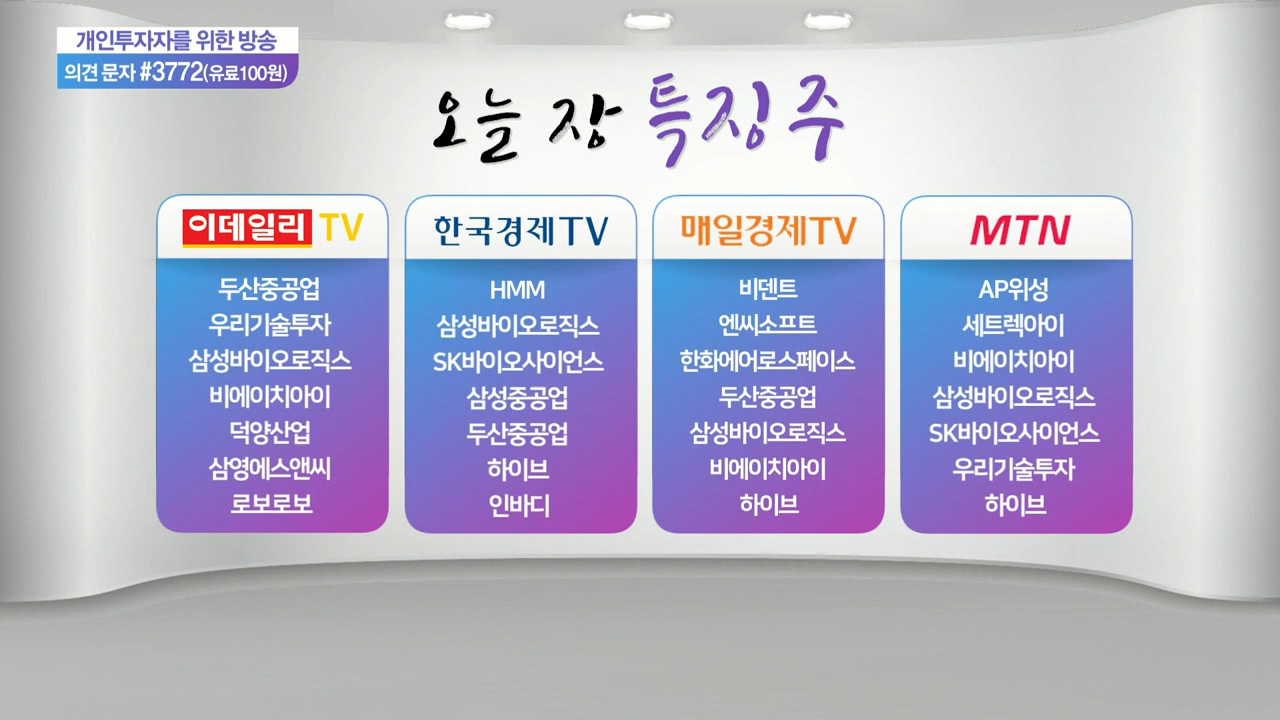 개인투자자를 위한 방송
의견 문자 #3772(유료100원)
오늘 장 특징주
이데일리 TV
두산중공업
우리기술투자
삼성바이오로직스
비에이치아이
덕양산업
삼영에스앤씨
로보로보
한국경제TV
HMM
삼성바이오로직스
SK바이오사이언스
삼성중공업
두산중공업
하이브
인바디
매일경제TV
비덴트
엔씨소프트
한화에어로스페이스
두산중공업
삼성바이오로직스
비에이치아이
하이브
MTN
AP위성
세트렉아이
비에이치아이
삼성바이오로직스
SK바이오사이언스
우리기술투자
하이브